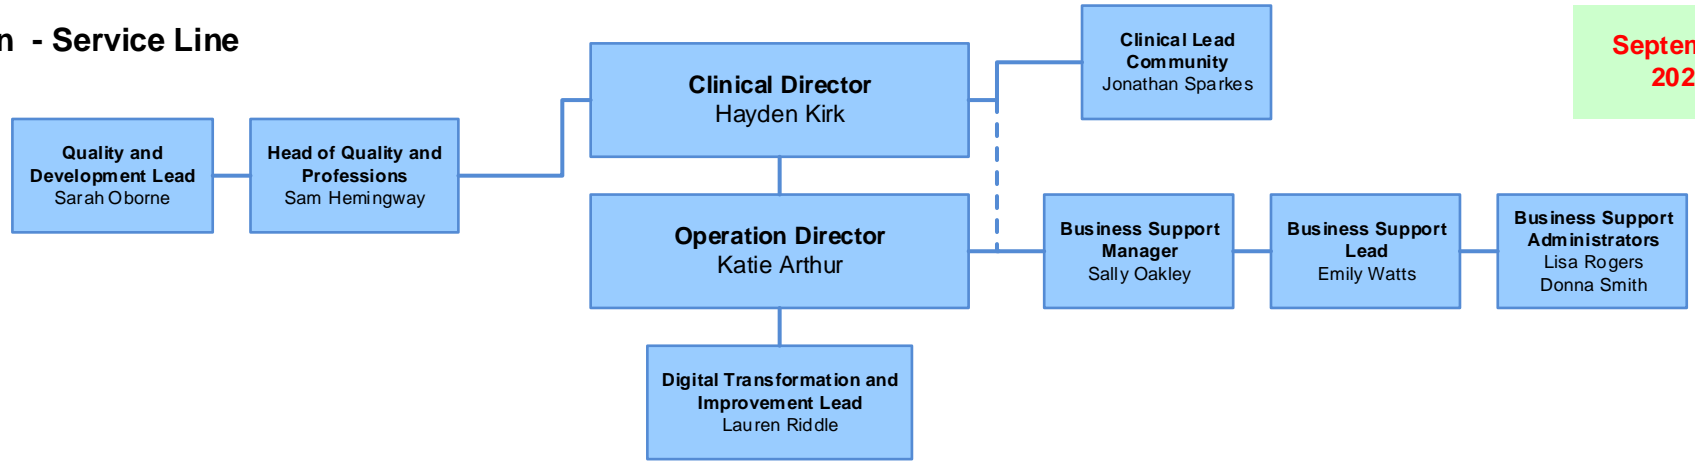 - Service Line
Clinical Director
Hayden Kirk
Clinical Lead
Community
Jonathan Sparkes
Quality and
Development Lead
Sarah Oborne
Head of Quality and
Professions
Sam Hemingway
Operation Director
Katie Arthur
Business Support
Manager
Sally Oakley
Business Support
Lead
Emily Watts
Business Support
Administrators
Lisa Rogers
Donna Smith
Digital Transformation and
Improvement Lead
Lauren Riddle